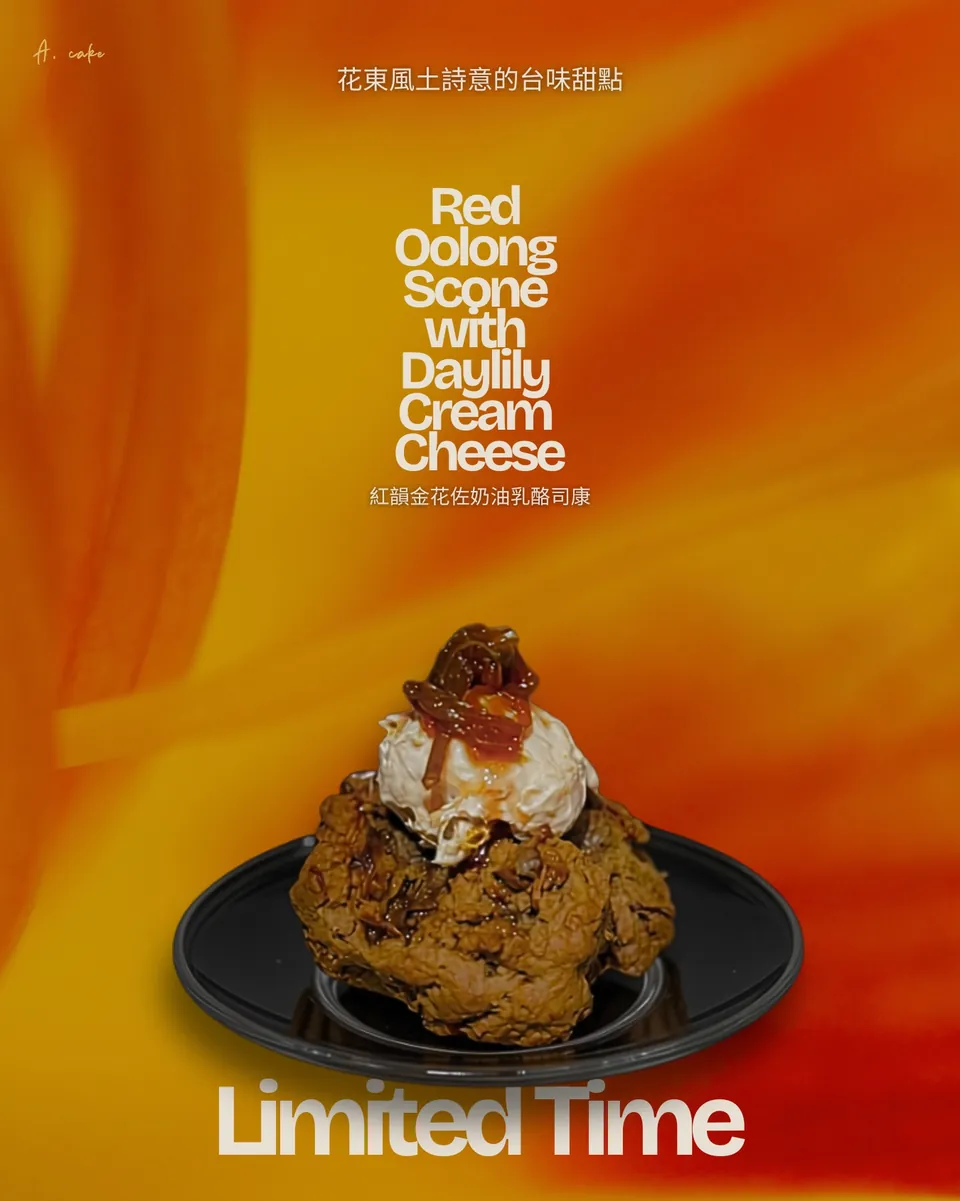 A. cake
花東風土詩意的台味甜點
Red
Oolong
Scone
with
Daylily
Cream
Cheese
紅韻金花佐奶油乳酪司康
Limited Time